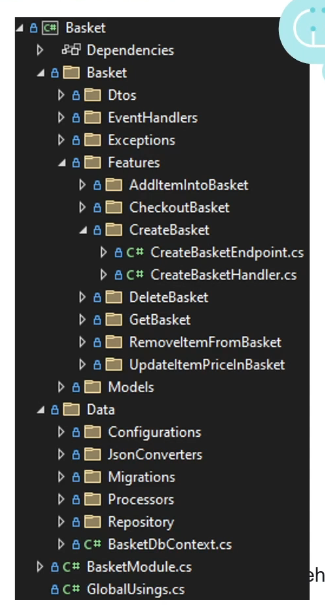 C# Basket
Dependencies
Basket
Dtos
EventHandlers
Exceptions
Features
AddItemIntoBasket
CheckoutBasket
CreateBasket
C# CreateBasketEndpoint.cs
C# CreateBasketHandler.cs
DeleteBasket
GetBasket
RemoveItemFromBasket
UpdateItemPriceInBasket
Models
Data
Configurations
JsonConverters
Migrations
Processors
Repository
C# BasketDbContext.cs
C# BasketModule.cs
eh
C# GlobalUsings.cs